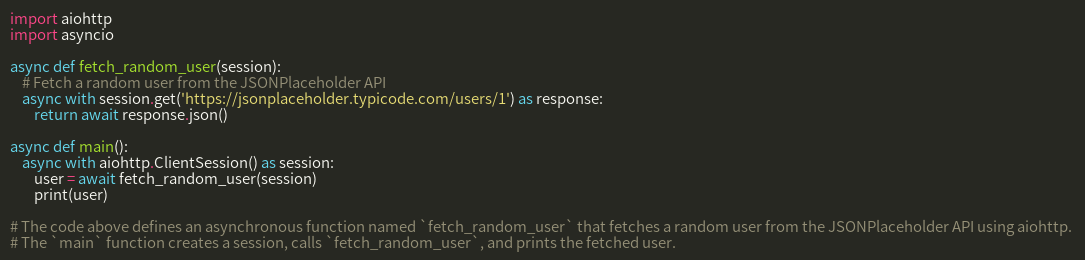 import aiohttp
import asyncio

async def fetch_random_user(session):
    # Fetch a random user from the JSONPlaceholder API
    async with session.get('https://jsonplaceholder.typicode.com/users/1') as response:
        return await response.json()

async def main():
    async with aiohttp.ClientSession() as session:
        user = await fetch_random_user(session)
        print(user)

# The code above defines an asynchronous function named `fetch_random_user` that fetches a random user from the JSONPlaceholder API using aiohttp.
# The `main` function creates a session, calls `fetch_random_user`, and prints the fetched user.